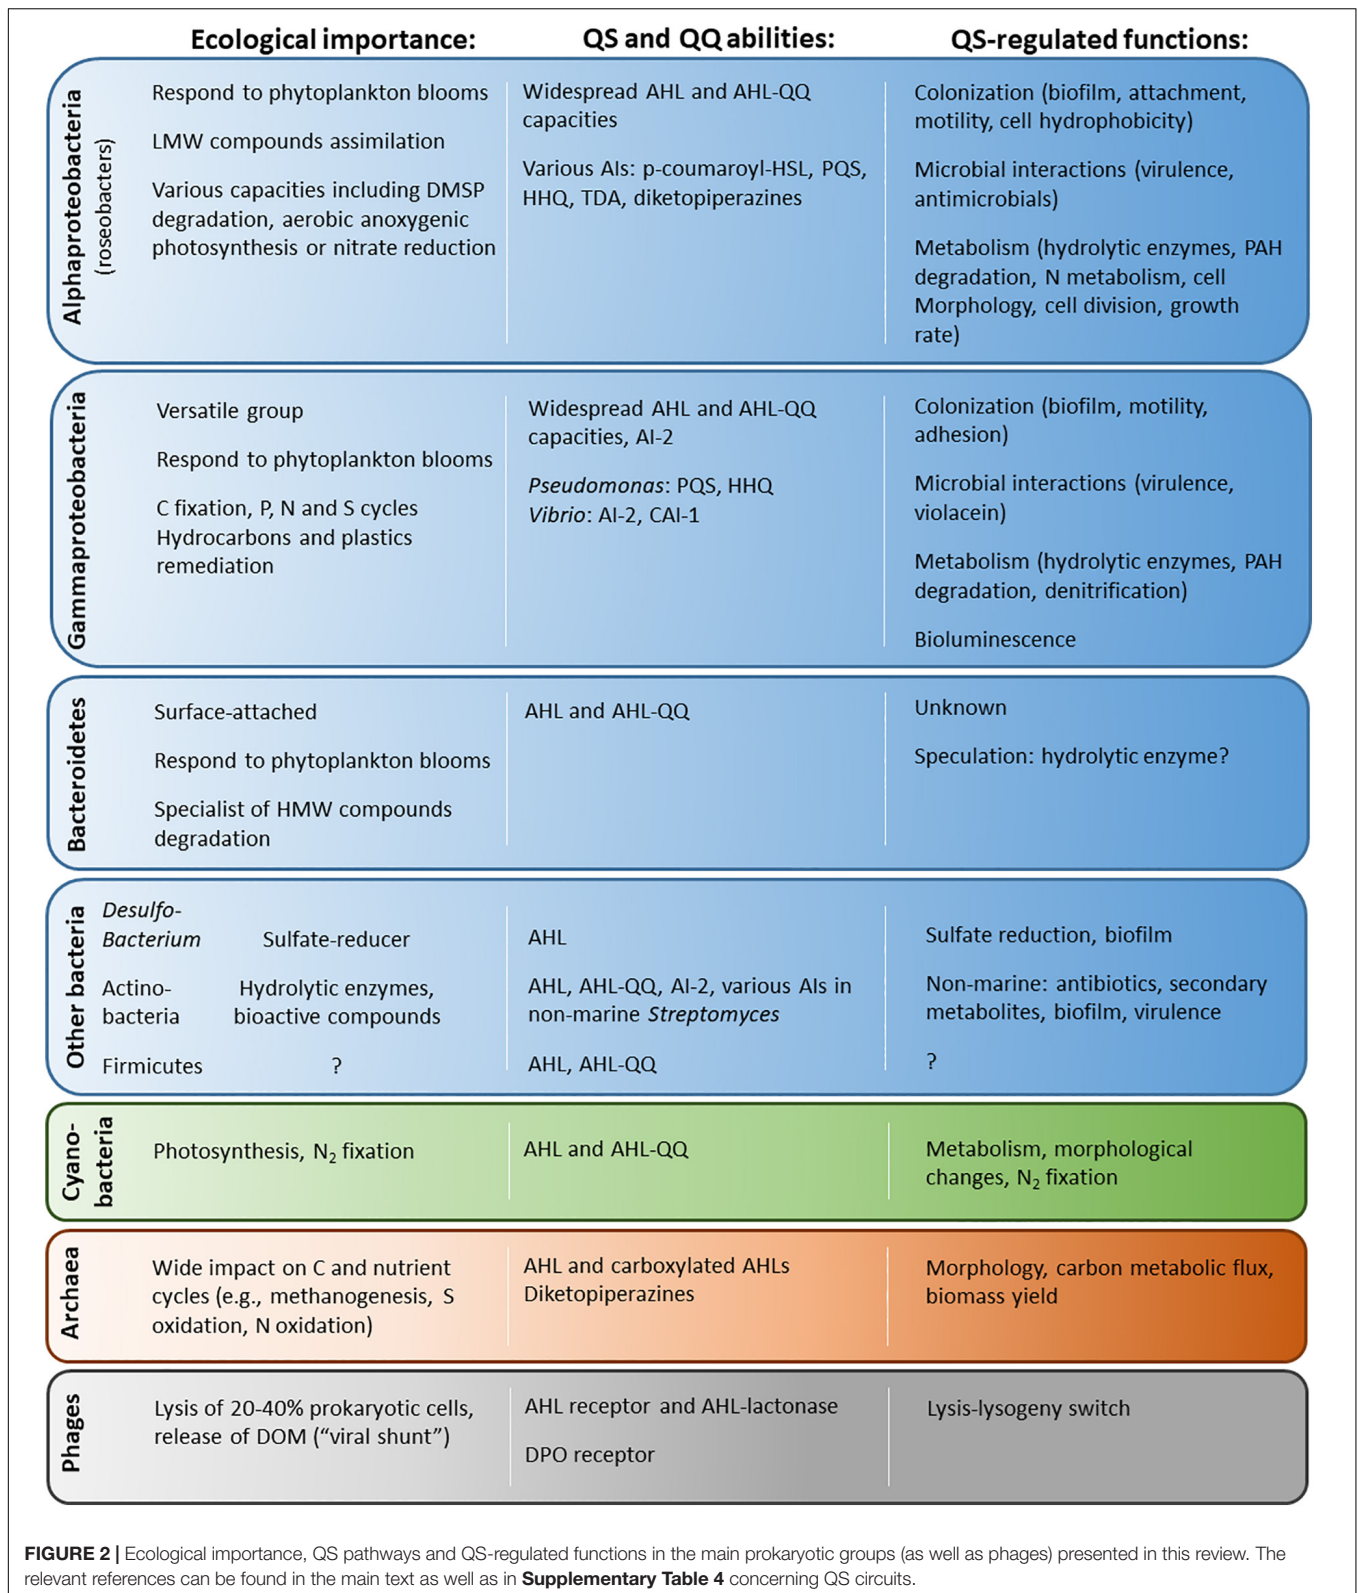 Ecological importance:
QS and QQ abilities:
QS-regulated functions:
Alphaproteobacteria
(roseobacters)
Respond to phytoplankton blooms
LMW compounds assimilation
Various capacities including DMSP
degradation, aerobic anoxygenic
photosynthesis or nitrate reduction
Widespread AHL and AHL-QQ
capacities
Various AIs: p-coumaroyl-HSL, PQS,
HHQ, TDA, diketopiperazines
Colonization (biofilm, attachment,
motility, cell hydrophobicity)
Microbial interactions (virulence,
antimicrobials)
Metabolism (hydrolytic enzymes, PAH
degradation, N metabolism, cell
Morphology, cell division, growth
rate)
Gammaproteobacteria
Versatile group
Respond to phytoplankton blooms
C fixation, P, N and S cycles
Hydrocarbons and plastics
remediation
Widespread AHL and AHL-QQ
capacities, AI-2
Pseudomonas: PQS, HHQ
Vibrio: AI-2, CAI-1
Colonization (biofilm, motility,
adhesion)
Microbial interactions (virulence,
violacein)
Metabolism (hydrolytic enzymes, PAH
degradation, denitrification)
Bioluminescence
Bacteroidetes
Surface-attached
Respond to phytoplankton blooms
Specialist of HMW compounds
degradation
AHL and AHL-QQ
Unknown
Speculation: hydrolytic enzyme?
Other bacteria
Desulfo-
Bacterium
Sulfate-reducer
AHL
Sulfate reduction, biofilm
Actino-
bacteria
Hydrolytic enzymes,
bioactive compounds
AHL, AHL-QQ, AI-2, various AIs in
non-marine Streptomyces
Non-marine: antibiotics, secondary
metabolites, biofilm, virulence
Firmicutes
?
AHL, AHL-QQ
?
Cyano-
bacteria
Photosynthesis, N2 fixation
AHL and AHL-QQ
Metabolism, morphological
changes, N2 fixation
Archaea
Wide impact on C and nutrient
cycles (e.g., methanogenesis, S
oxidation, N oxidation)
AHL and carboxylated AHLs
Diketopiperazines
Morphology, carbon metabolic flux,
biomass yield
Phages
Lysis of 20-40% prokaryotic cells,
release of DOM (“viral shunt”)
AHL receptor and AHL-lactonase
DPO receptor
Lysis-lysogeny switch
FIGURE 2 | Ecological importance, QS pathways and QS-regulated functions in the main prokaryotic groups (as well as phages) presented in this review. The
relevant references can be found in the main text as well as in Supplementary Table 4 concerning QS circuits.